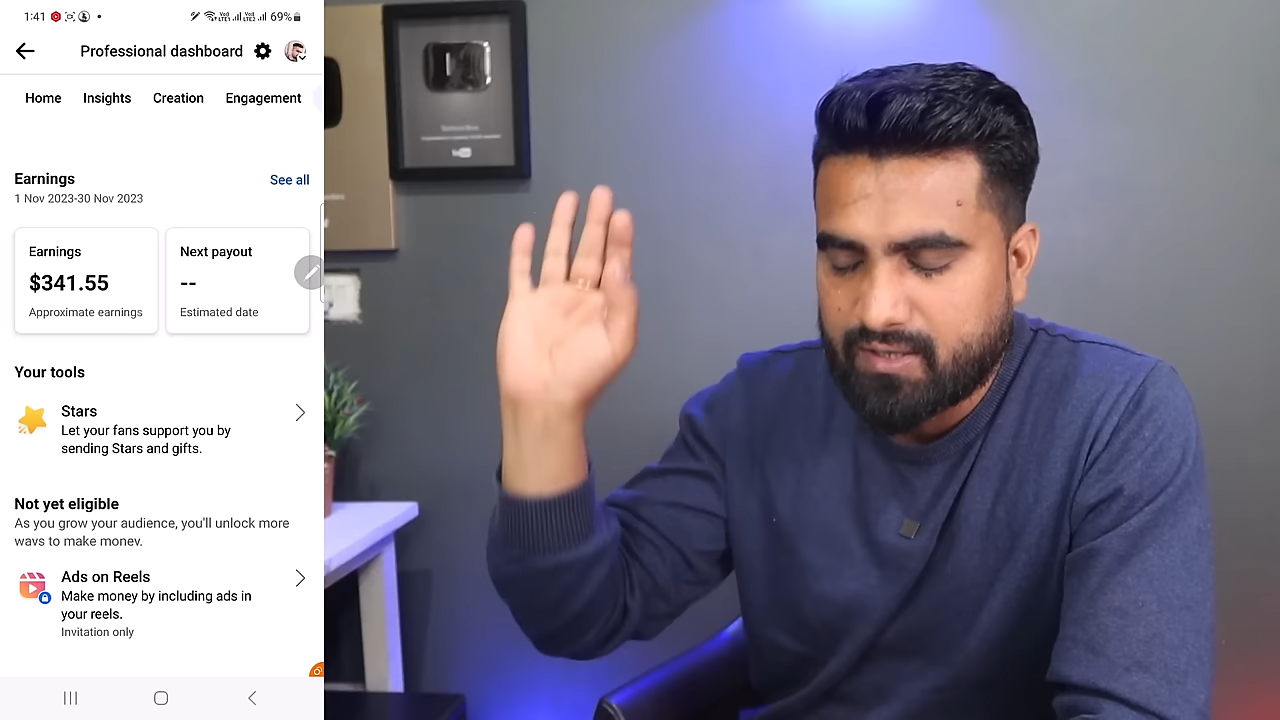 1:41
69%
Professional dashboard
Home Insights Creation Engagement
Earnings
See all
1 Nov 2023-30 Nov 2023
Earnings
$341.55
Approximate earnings
Next payout
--
Estimated date
Your tools
Stars
Let your fans support you by
sending Stars and gifts.
Not yet eligible
As you grow your audience, you'll unlock more
ways to make money.
Ads on Reels
Make money by including ads in
your reels.
Invitation only